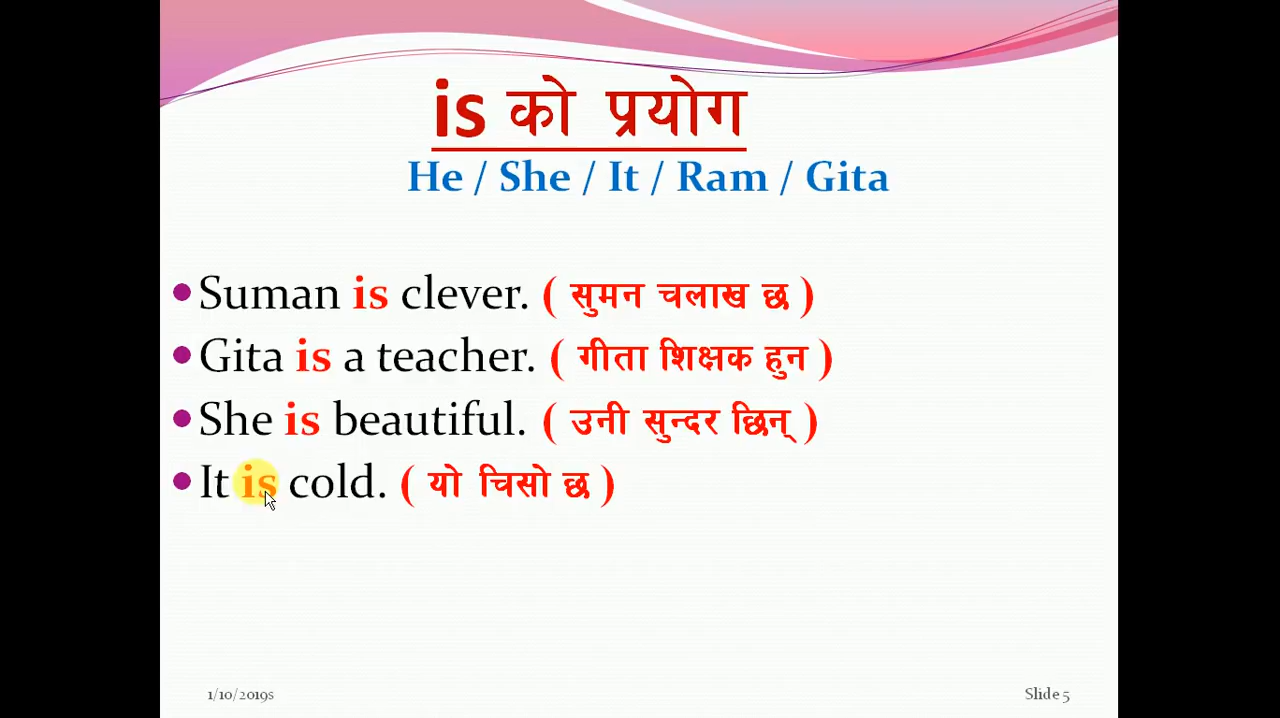 is को प्रयोग
He / She / It / Ram / Gita
Suman is clever. ( सुमन चलाख छ )
Gita is a teacher. ( गीता शिक्षक हुन )
She is beautiful. ( उनी सुन्दर छिन् )
It is cold. ( यो चिसो छ )
1/10/2019s
Slide 5